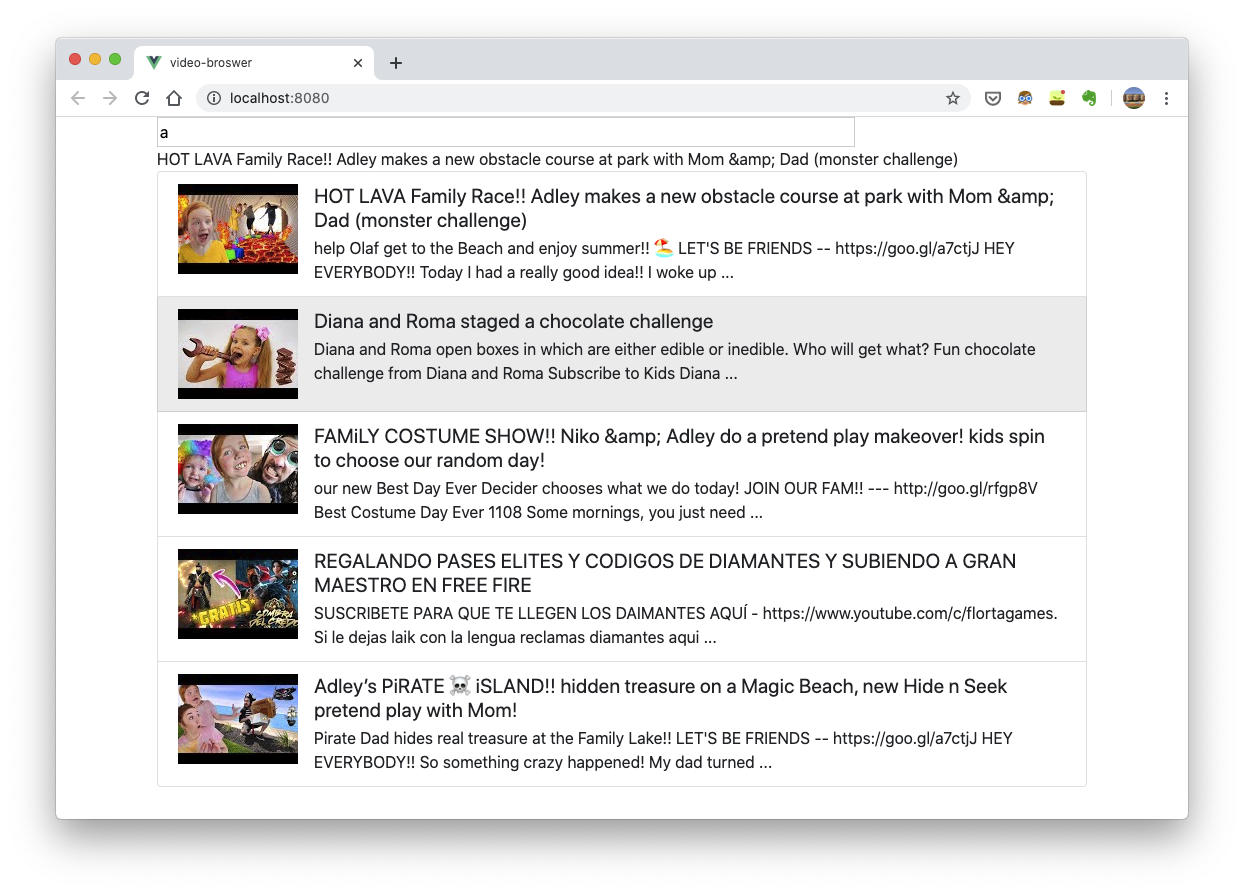 video-broswer
localhost:8080
a
HOT LAVA Family Race!! Adley makes a new obstacle course at park with Mom &amp; Dad (monster challenge)
HOT LAVA Family Race!! Adley makes a new obstacle course at park with Mom &amp;
Dad (monster challenge)
help Olaf get to the Beach and enjoy summer!! 🏖️ LET'S BE FRIENDS -- https://goo.gl/a7ctjJ HEY
EVERYBODY!! Today I had a really good idea!! I woke up ...
Diana and Roma staged a chocolate challenge
Diana and Roma open boxes in which are either edible or inedible. Who will get what? Fun chocolate
challenge from Diana and Roma Subscribe to Kids Diana ...
FAMiLY COSTUME SHOW!! Niko &amp; Adley do a pretend play makeover! kids spin
to choose our random day!
our new Best Day Ever Decider chooses what we do today! JOIN OUR FAM!! --- http://goo.gl/rfgp8V
Best Costume Day Ever 1108 Some mornings, you just need ...
*GRATIS*
SOMBRA
DEL CREDO
REGALANDO PASES ELITES Y CODIGOS DE DIAMANTES Y SUBIENDO A GRAN
MAESTRO EN FREE FIRE
SUSCRIBETE PARA QUE TE LLEGEN LOS DAIMANTES AQUÍ - https://www.youtube.com/c/flortagames.
Si le dejas laik con la lengua reclamas diamantes aqui ...
Adley’s PiRATE ☠️ iSLAND!! hidden treasure on a Magic Beach, new Hide n Seek
pretend play with Mom!
Pirate Dad hides real treasure at the Family Lake!! LET'S BE FRIENDS -- https://goo.gl/a7ctjJ HEY
EVERYBODY!! So something crazy happened! My dad turned ...